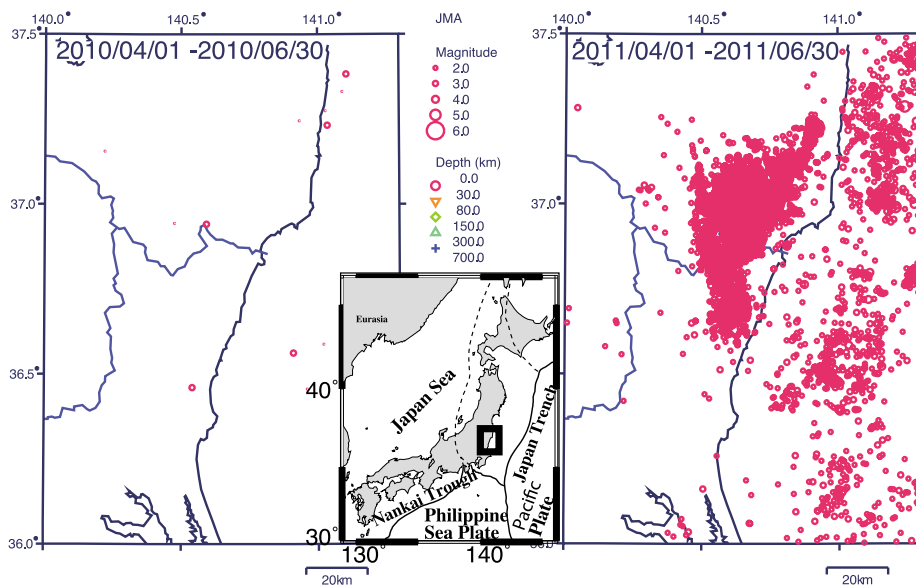 140.0° 140.5° 141.0°
37.5°
2010/04/01 -2010/06/30
37.0°
36.5°
36.0°
20km
JMA
Magnitude
2.0
3.0
4.0
5.0
6.0
Depth (km)
0.0
30.0
80.0
150.0
300.0
700.0
Eurasia
Japan Sea
40°
Japan Trench
Nankai Trough
Pacific
Plate
Philippine
Sea Plate
30°
130° 140°
140.0° 140.5° 141.0°
37.5°
2011/04/01 -2011/06/30
37.0°
36.5°
36.0°
20km